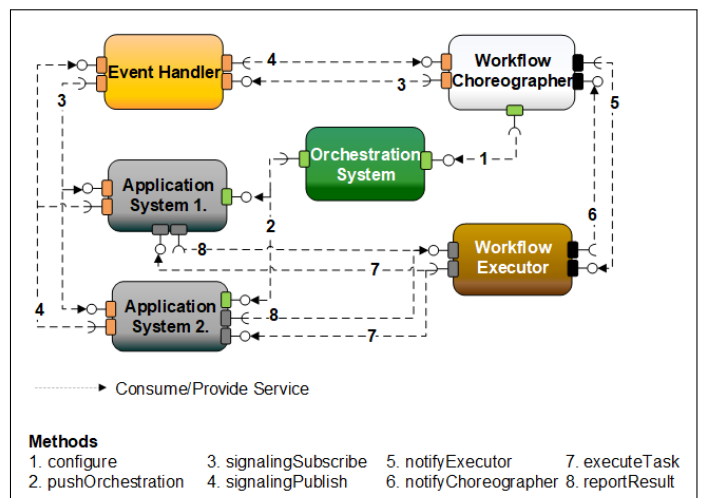 Event Handler
4
3
Workflow
Choreographer
3
5
Orchestration
System
1
Application
System 1.
2
8
6
Workflow
Executor
7
4
Application
System 2.
8
7
Consume/Provide Service
Methods
1. configure 3. signalingSubscribe 5. notifyExecutor 7. executeTask
2. pushOrchestration 4. signalingPublish 6. notifyChoreographer 8. reportResult